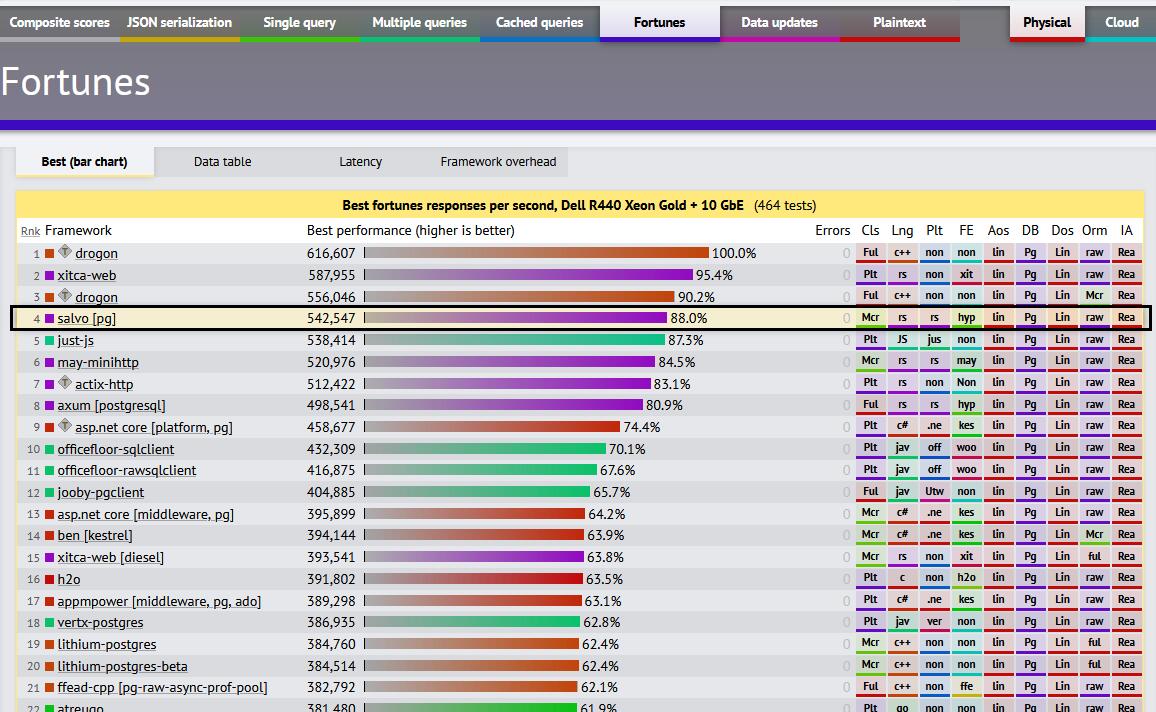 Composite scores JSON serialization Single query Multiple queries Cached queries Fortunes Data updates Plaintext Physical Cloud
Fortunes
Best (bar chart) Data table Latency Framework overhead
Best fortunes responses per second, Dell R440 Xeon Gold + 10 GbE (464 tests)
Rnk Framework Best performance (higher is better) Errors Cls Lng Plt FE Aos DB Dos Orm IA
1 T drogon 616,607 100.0% 0 Ful c++ non non lin Pg Lin raw Rea
2 xitca-web 587,955 95.4% 0 Plt rs non xit lin Pg Lin raw Rea
3 T drogon 556,046 90.2% 0 Ful c++ non non lin Pg Lin Mcr Rea
4 salvo [pg] 542,547 88.0% 0 Mcr rs rs hyp lin Pg Lin raw Rea
5 just-js 538,414 87.3% 0 Plt JS jus non lin Pg Lin raw Rea
6 may-minihttp 520,976 84.5% 0 Mcr rs rs may lin Pg Lin raw Rea
7 T actix-http 512,422 83.1% 0 Plt rs non Non lin Pg Lin raw Rea
8 axum [postgresql] 498,541 80.9% 0 Ful rs rs hyp lin Pg Lin raw Rea
9 T asp.net core [platform, pg] 458,677 74.4% 0 Plt c# .ne kes lin Pg Lin raw Rea
10 officefloor-sqlclient 432,309 70.1% 0 Plt jav off woo lin Pg Lin raw Rea
11 officefloor-rawsqlclient 416,875 67.6% 0 Plt jav off woo lin Pg Lin raw Rea
12 jooby-pgclient 404,885 65.7% 0 Ful jav Utw non lin Pg Lin raw Rea
13 asp.net core [middleware, pg] 395,899 64.2% 0 Mcr c# .ne kes lin Pg Lin raw Rea
14 ben [kestrel] 394,144 63.9% 0 Mcr c# .ne kes lin Pg Lin Mcr Rea
15 xitca-web [diesel] 393,541 63.8% 0 Mcr rs non xit lin Pg Lin ful Rea
16 h2o 391,802 63.5% 0 Plt c non h2o lin Pg Lin raw Rea
17 appmpower [middleware, pg, ado] 389,298 63.1% 0 Plt c# .ne kes lin Pg Lin raw Rea
18 vertx-postgres 386,935 62.8% 0 Plt jav ver non lin Pg Lin raw Rea
19 lithium-postgres 384,760 62.4% 0 Mcr c++ non non lin Pg Lin ful Rea
20 lithium-postgres-beta 384,514 62.4% 0 Mcr c++ non non lin Pg Lin ful Rea
21 ffead-cpp [pg-raw-async-prof-pool] 382,792 62.1% 0 Ful c++ non ffe lin Pg Lin raw Rea
22 atreugo 381,480 61.9% 0 Plt go non non lin Pg Lin raw Rea